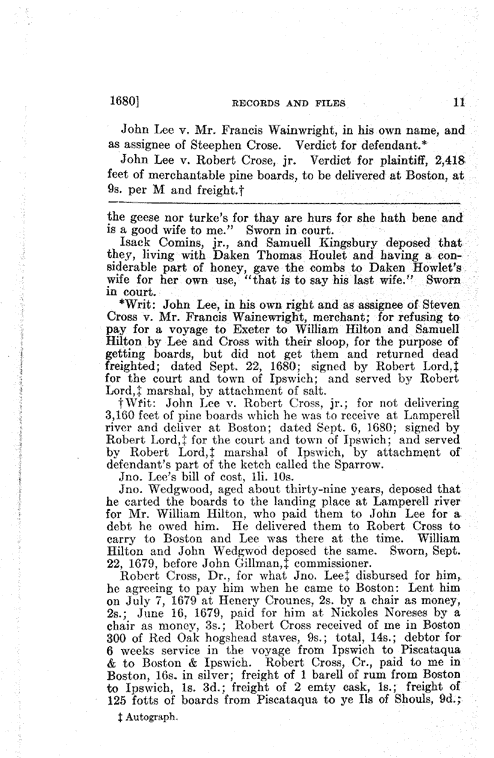 1680] RECORDS AND FILES 11
John Lee v. Mr. Francis Wainwright, in his own name, and
as assignee of Steephen Crose. Verdict for defendant.*
John Lee v. Robert Crose, jr. Verdict for plaintiff, 2,418
feet of merchantable pine boards, to be delivered at Boston, at
9s. per M and freight.†
the geese nor turke's for thay are hurs for she hath bene and
is a good wife to me." Sworn in court.
Isack Comins, jr., and Samuell Kingsbury deposed that
they, living with Daken Thomas Houlet and having a con-
siderable part of honey, gave the combs to Daken Howlet's
wife for her own use, "that is to say his last wife." Sworn
in court.
*Writ: John Lee, in his own right and as assignee of Steven
Cross v. Mr. Francis Wainewright, merchant; for refusing to
pay for a voyage to Exeter to William Hilton and Samuell
Hilton by Lee and Cross with their sloop, for the purpose of
getting boards, but did not get them and returned dead
freighted; dated Sept. 22, 1680; signed by Robert Lord,‡
for the court and town of Ipswich; and served by Robert
Lord,‡ marshal, by attachment of salt.
†Writ: John Lee v. Robert Cross, jr.; for not delivering
3,160 feet of pine boards which he was to receive at Lamperell
river and deliver at Boston; dated Sept. 6, 1680; signed by
Robert Lord,‡ for the court and town of Ipswich; and served
by Robert Lord,‡ marshal of Ipswich, by attachment of
defendant's part of the ketch called the Sparrow.
Jno. Lee's bill of cost, 1li. 10s.
Jno. Wedgwood, aged about thirty-nine years, deposed that
he carted the boards to the landing place at Lamperell river
for Mr. William Hilton, who paid them to John Lee for a
debt he owed him. He delivered them to Robert Cross to
carry to Boston and Lee was there at the time. William
Hilton and John Wedgwod deposed the same. Sworn, Sept.
22, 1679, before John Gillman,‡ commissioner.
Robert Cross, Dr., for what Jno. Lee‡ disbursed for him,
he agreeing to pay him when he came to Boston: Lent him
on July 7, 1679 at Henery Crounes, 2s. by a chair as money,
2s.; June 16, 1679, paid for him at Nickoles Noreses by a
chair as money, 3s.; Robert Cross received of me in Boston
300 of Red Oak hogshead staves, 9s.; total, 14s.; debtor for
6 weeks service in the voyage from Ipswich to Piscataqua
& to Boston & Ipswich. Robert Cross, Cr., paid to me in
Boston, 16s. in silver; freight of 1 barell of rum from Boston
to Ipswich, 1s. 3d.; freight of 2 emty cask, 1s.; freight of
125 fotts of boards from Piscataqua to ye Ils of Shouls, 9d.;
‡ Autograph.